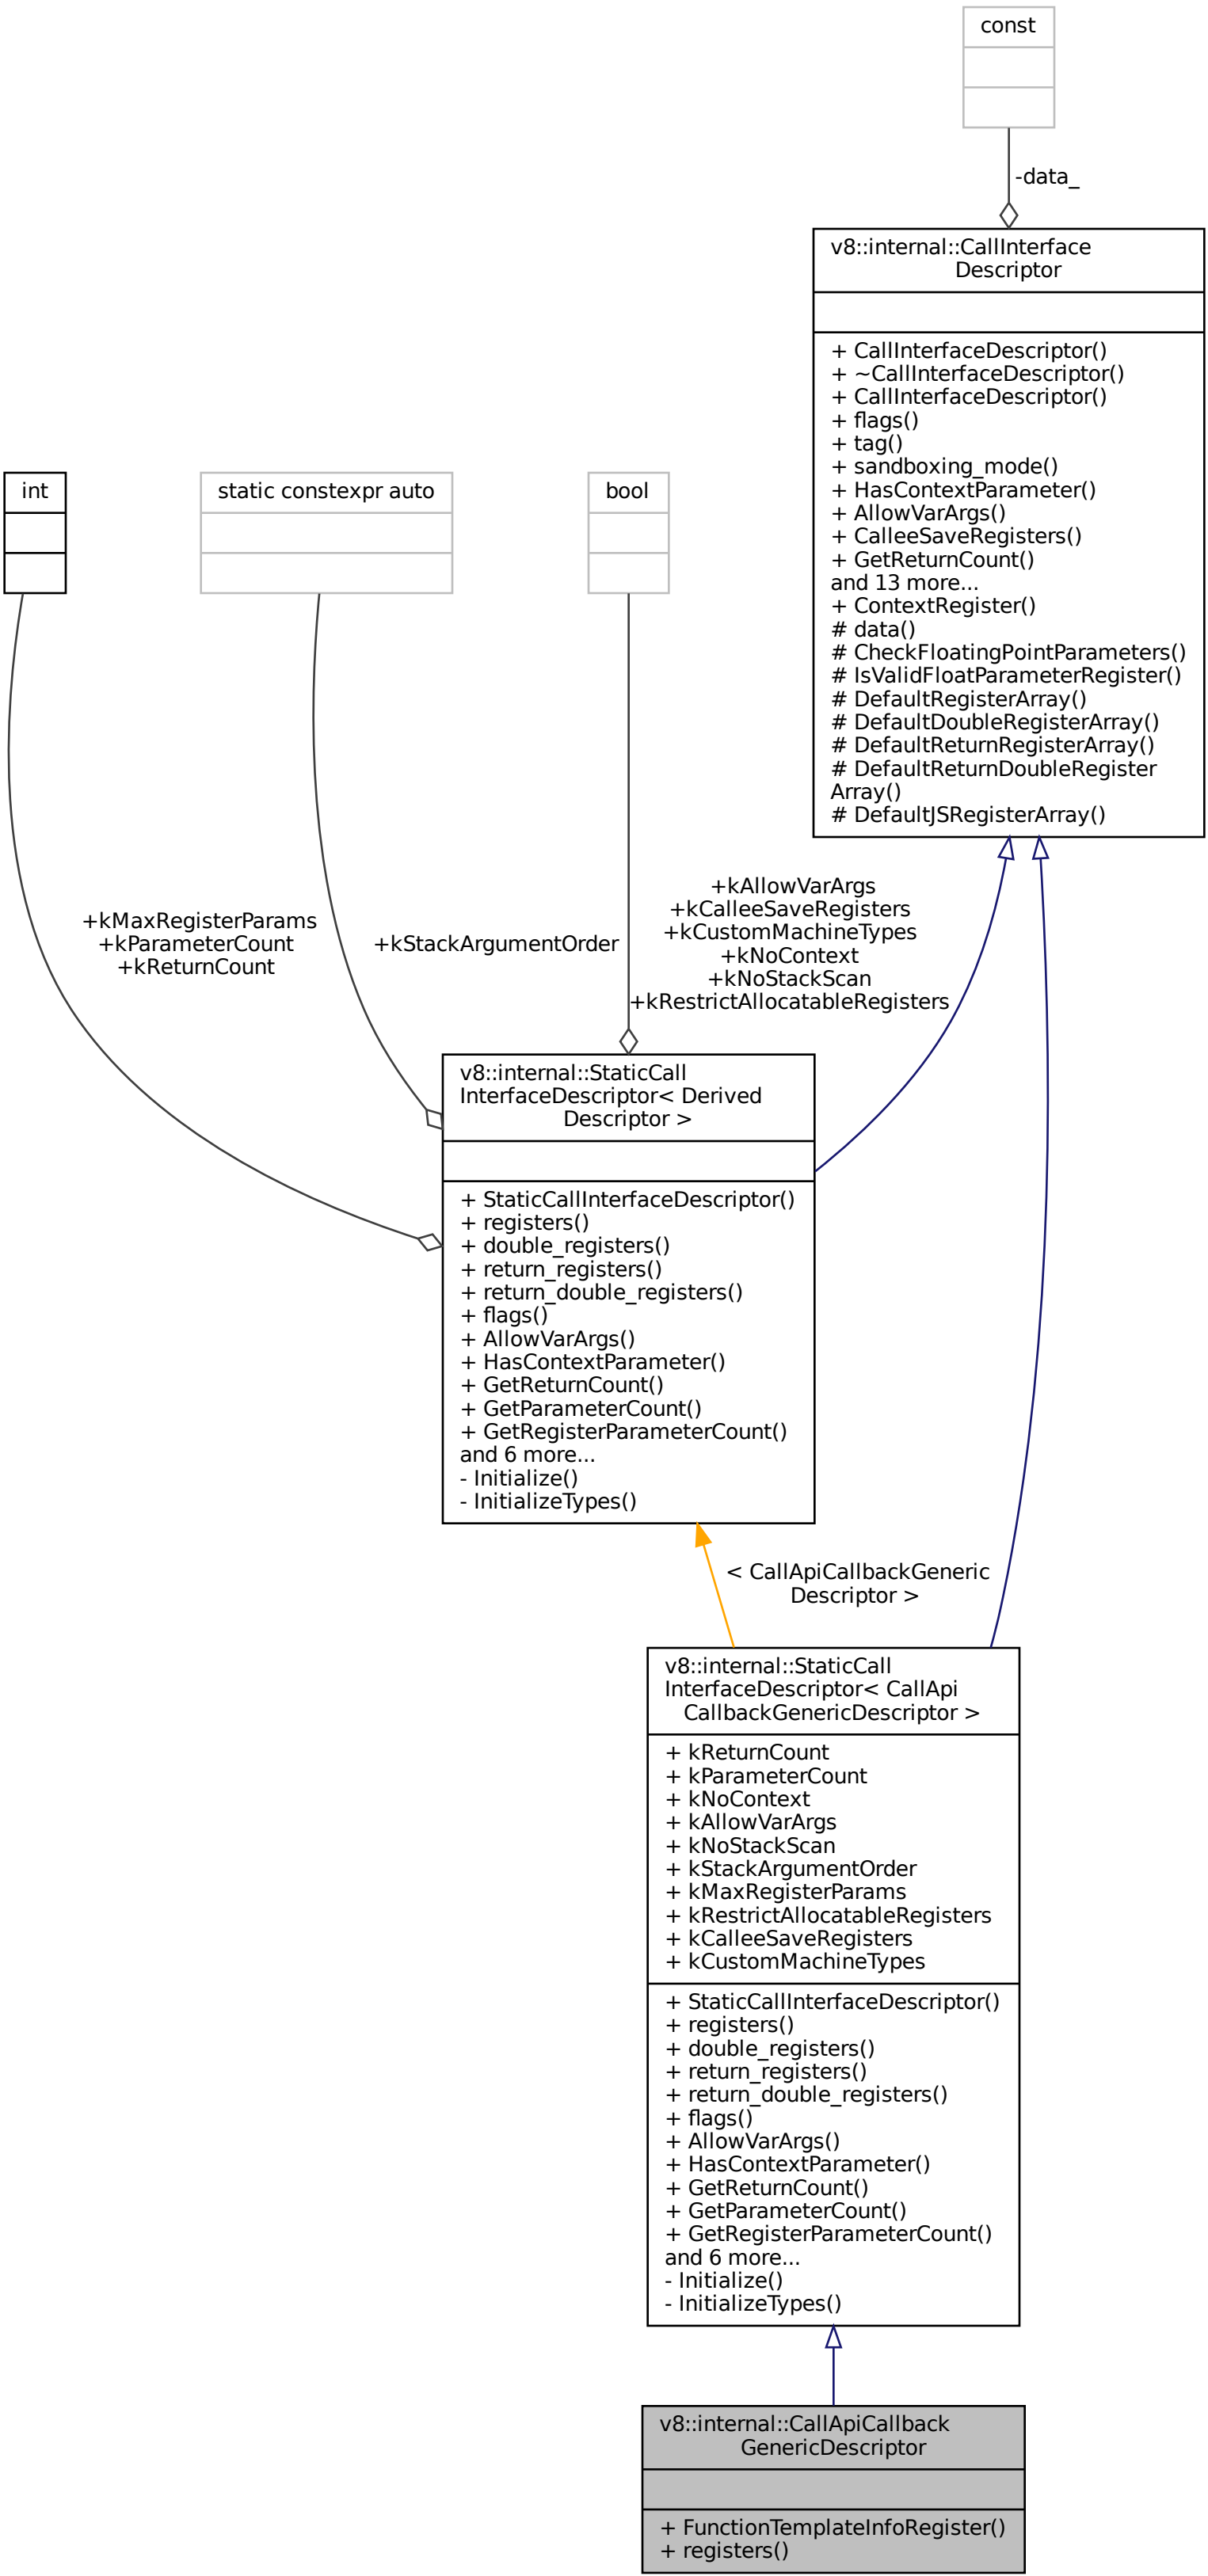 const
-data_
v8::internal::CallInterface
Descriptor
+ CallInterfaceDescriptor()
+ ~CallInterfaceDescriptor()
+ CallInterfaceDescriptor()
+ flags()
+ tag()
+ sandboxing_mode()
+ HasContextParameter()
+ AllowVarArgs()
+ CalleeSaveRegisters()
+ GetReturnCount()
and 13 more...
+ ContextRegister()
# data()
# CheckFloatingPointParameters()
# IsValidFloatParameterRegister()
# DefaultRegisterArray()
# DefaultDoubleRegisterArray()
# DefaultReturnRegisterArray()
# DefaultReturnDoubleRegister
Array()
# DefaultJSRegisterArray()
int
static constexpr auto
bool
+kMaxRegisterParams
+kParameterCount
+kReturnCount
+kStackArgumentOrder
+kAllowVarArgs
+kCalleeSaveRegisters
+kCustomMachineTypes
+kNoContext
+kNoStackScan
+kRestrictAllocatableRegisters
v8::internal::StaticCall
InterfaceDescriptor< Derived
Descriptor >
+ StaticCallInterfaceDescriptor()
+ registers()
+ double_registers()
+ return_registers()
+ return_double_registers()
+ flags()
+ AllowVarArgs()
+ HasContextParameter()
+ GetReturnCount()
+ GetParameterCount()
+ GetRegisterParameterCount()
and 6 more...
- Initialize()
- InitializeTypes()
< CallApiCallbackGeneric
Descriptor >
v8::internal::StaticCall
InterfaceDescriptor< CallApi
CallbackGenericDescriptor >
+ kReturnCount
+ kParameterCount
+ kNoContext
+ kAllowVarArgs
+ kNoStackScan
+ kStackArgumentOrder
+ kMaxRegisterParams
+ kRestrictAllocatableRegisters
+ kCalleeSaveRegisters
+ kCustomMachineTypes
+ StaticCallInterfaceDescriptor()
+ registers()
+ double_registers()
+ return_registers()
+ return_double_registers()
+ flags()
+ AllowVarArgs()
+ HasContextParameter()
+ GetReturnCount()
+ GetParameterCount()
+ GetRegisterParameterCount()
and 6 more...
- Initialize()
- InitializeTypes()
v8::internal::CallApiCallback
GenericDescriptor
+ FunctionTemplateInfoRegister()
+ registers()